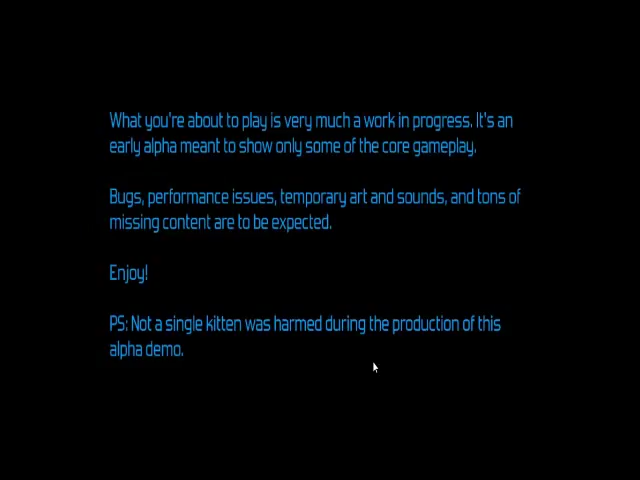 What you're about to play is very much a work in progress. It's an
early alpha meant to show only some of the core gameplay.
Bugs, performance issues, temporary art and sounds, and tons of
missing content are to be expected.
Enjoy!
PS: Not a single kitten was harmed during the production of this
alpha demo.